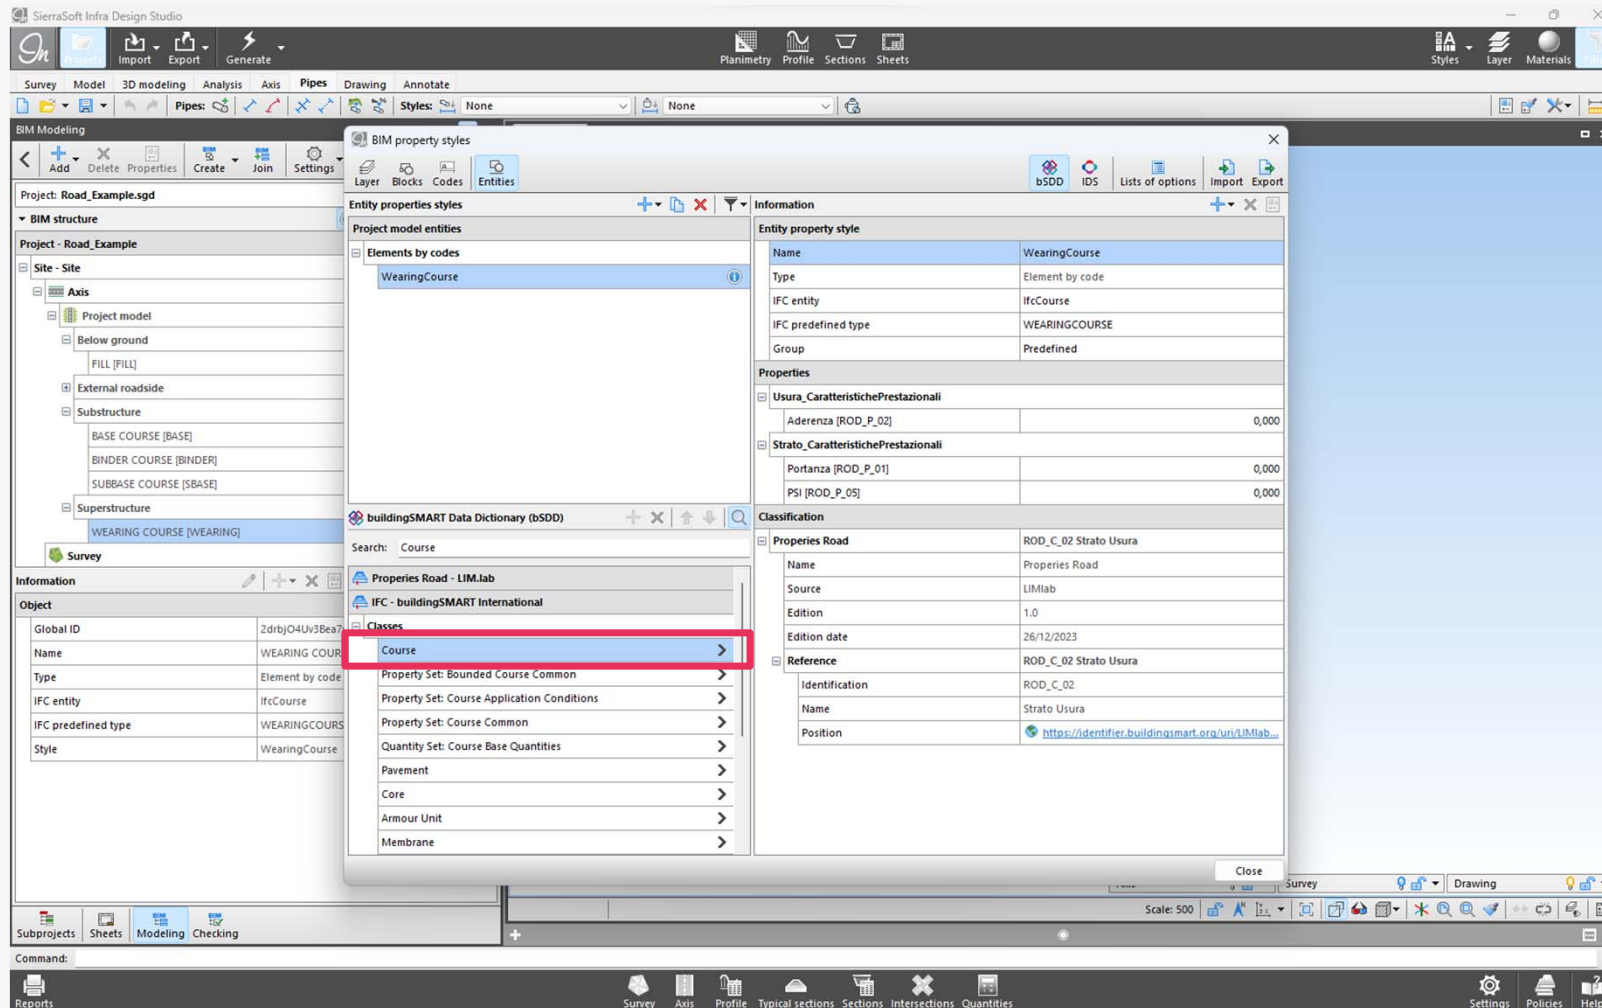 SierraSoft Infra Design Studio
Import Export Generate Planimetry Profile Sections Sheets Styles Layer Materials
Survey Model 3D modeling Analysis Axis Pipes Drawing Annotate
Pipes: Styles: None None
BIM Modeling
Add Delete Properties Create Join Settings
Project: Road_Example.sgd
BIM structure
Project - Road_Example
Site - Site
Axis
Project model
Below ground
FILL [FILL]
External roadside
Substructure
BASE COURSE [BASE]
BINDER COURSE [BINDER]
SUBBASE COURSE [SBASE]
Superstructure
WEARING COURSE [WEARING]
Survey
Information
Object
Global ID 2drbjO4Uv3Bea7
Name WEARING COUR
Type Element by code
IFC entity IfcCourse
IFC predefined type WEARINGCOURS
Style WearingCourse
Subprojects Sheets Modeling Checking
BIM property styles
Layer Blocks Codes Entities bSDD IDS Lists of options Import Export
Entity properties styles
Project model entities
Elements by codes
WearingCourse
buildingSMART Data Dictionary (bSDD)
Search: Course
Properies Road - LIM.lab
IFC - buildingSMART International
Classes
Course
Property Set: Bounded Course Common
Property Set: Course Application Conditions
Property Set: Course Common
Quantity Set: Course Base Quantities
Pavement
Core
Armour Unit
Membrane
Information
Entity property style
Name WearingCourse
Type Element by code
IFC entity IfcCourse
IFC predefined type WEARINGCOURSE
Group Predefined
Properties
Usura_CaratteristichePrestazionali
Aderenza [ROD_P_02] 0,000
Strato_CaratteristichePrestazionali
Portanza [ROD_P_01] 0,000
PSI [ROD_P_05] 0,000
Classification
Properies Road ROD_C_02 Strato Usura
Name Properies Road
Source LIMlab
Edition 1.0
Edition date 26/12/2023
Reference ROD_C_02 Strato Usura
Identification ROD_C_02
Name Strato Usura
Position https://identifier.buildingsmart.org/uri/LIMlab...
Close
Survey Drawing
Scale: 500
Command:
Reports Survey Axis Profile Typical sections Sections Intersections Quantities Settings Policies Help